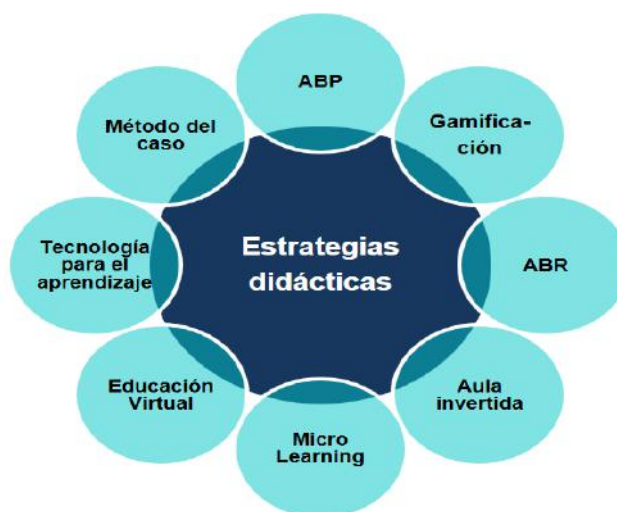 ABP
Gamifica-
ción
ABR
Aula
invertida
Micro
Learning
Educación
Virtual
Tecnología
para el
aprendizaje
Método del
caso
Estrategias
didácticas